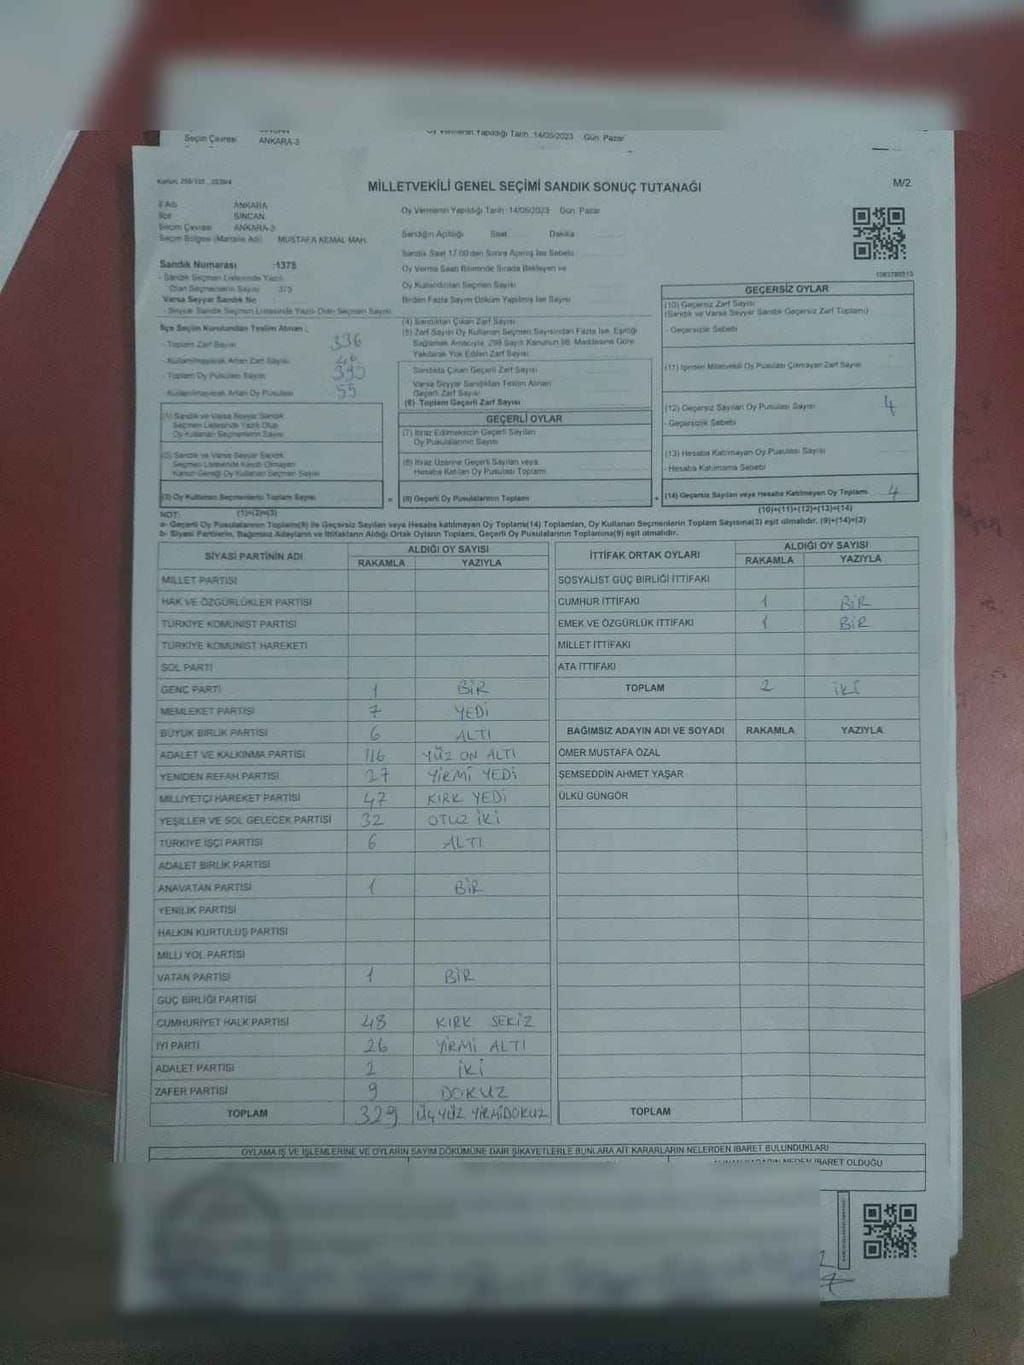 Seçim Çevresi ANKARA-3
Oy Vermenin Yapıldığı Tarih :14/05/2023 Gün: Pazar
MİLLETVEKİLİ GENEL SEÇİMİ SANDIK SONUÇ TUTANAĞI
M/2
İl Adı ANKARA
İlçe SİNCAN
Seçim Çevresi ANKARA-3
Seçim Bölgesi (Mahalle Adı) MUSTAFA KEMAL MAH.
Oy Vermenin Yapıldığı Tarih :14/05/2023 Gün: Pazar
Sandığın Açıldığı Saat Dakika
Sandık Saat 17:00'den Sonra Açılmış İse Sebebi
Oy Verme Saati Bitiminde Sırada Bekleyen ve
Oy Kullandırılan Seçmen Sayısı
Birden Fazla Sayım Döküm Yapılmış İse Sayısı
Sandık Numarası :1375
- Sandık Seçmen Listesinde Yazılı
Olan Seçmenlerin Sayısı 375
Varsa Seyyar Sandık No
- Seyyar Sandık Seçmen Listesinde Yazılı Olan Seçmen Sayısı
İlçe Seçim Kurulundan Teslim Alınan :
- Toplam Zarf Sayısı
- Kullanılmayarak Artan Zarf Sayısı
- Toplam Oy Pusulası Sayısı
- Kullanılmayarak Artan Oy Pusulası 55
(1) Sandık ve Varsa Seyyar Sandık
Seçmen Listesinde Yazılı Olup
Oy Kullanan Seçmenlerin Sayısı
(2) Sandık ve Varsa Seyyar Sandık
Seçmen Listesinde Kayıtlı Olmayan
Kanun Gereği Oy Kullanan Seçmen Sayısı
(3) Oy Kullanan Seçmenlerin Toplam Sayısı
(1)+(2)=(3)
(4) Sandıktan Çıkan Zarf Sayısı
(5) Zarf Sayısı Oy Kullanan Seçmen Sayısından Fazla İse, Eşitliği
Sağlamak Amacıyla, 298 Sayılı Kanunun 98. Maddesine Göre
Yakılarak Yok Edilen Zarf Sayısı
Sandıkta Çıkan Geçerli Zarf Sayısı
Varsa Seyyar Sandıktan Teslim Alınan
Geçerli Zarf Sayısı
(6) Toplam Geçerli Zarf Sayısı
GEÇERLİ OYLAR
(7) İtiraz Edilmeksizin Geçerli Sayılan
Oy Pusulalarının Sayısı
(8) İtiraz Üzerine Geçerli Sayılan veya
Hesaba Katılan Oy Pusulası Toplamı
= (9) Geçerli Oy Pusulalarının Toplamı
GEÇERSİZ OYLAR
(10) Geçersiz Zarf Sayısı
(Sandık ve Varsa Seyyar Sandık Geçersiz Zarf Toplamı)
- Geçersizlik Sebebi
(11) İçinden Milletvekili Oy Pusulası Çıkmayan Zarf Sayısı
(12) Geçersiz Sayılan Oy Pusulası Sayısı 4
- Geçersizlik Sebebi
(13) Hesaba Katılmayan Oy Pusulası Sayısı
- Hesaba Katılmama Sebebi
+ (14) Geçersiz Sayılan veya Hesaba Katılmayan Oy Toplamı 4
(10)+(11)+(12)+(13)=(14)
NOT:
a- Geçerli Oy Pusulalarının Toplamı(9) ile Geçersiz Sayılan veya Hesaba katılmayan Oy Toplamı(14) Toplamları, Oy Kullanan Seçmenlerin Toplam Sayısına(3) eşit olmalıdır. (9)+(14)=(3)
b- Siyasi Partilerin, Bağımsız Adayların ve İttifakların Aldığı Ortak Oyların Toplamı, Geçerli Oy Pusulalarının Toplamına(9) eşit olmalıdır.
SİYASİ PARTİNİN ADI ALDIĞI OY SAYISI
RAKAMLA YAZIYLA
MİLLET PARTİSİ
HAK VE ÖZGÜRLÜKLER PARTİSİ
TÜRKİYE KOMÜNİST PARTİSİ
TÜRKİYE KOMÜNİST HAREKETİ
SOL PARTİ
GENÇ PARTİ 1 BİR
MEMLEKET PARTİSİ 7 YEDİ
BÜYÜK BİRLİK PARTİSİ 6 ALTI
ADALET VE KALKINMA PARTİSİ 116 YÜZ ON ALTI
YENİDEN REFAH PARTİSİ 27 YİRMİ YEDİ
MİLLİYETÇİ HAREKET PARTİSİ 47 KIRK YEDİ
YEŞİLLER VE SOL GELECEK PARTİSİ 32 OTUZ İKİ
TÜRKİYE İŞÇİ PARTİSİ 6 ALTI
ADALET BİRLİK PARTİSİ
ANAVATAN PARTİSİ 1 BİR
YENİLİK PARTİSİ
HALKIN KURTULUŞ PARTİSİ
MİLLİ YOL PARTİSİ
VATAN PARTİSİ 1 BİR
GÜÇ BİRLİĞİ PARTİSİ
CUMHURİYET HALK PARTİSİ 48 KIRK SEKİZ
İYİ PARTİ 26 YİRMİ ALTI
ADALET PARTİSİ 2 İKİ
ZAFER PARTİSİ 9 DOKUZ
TOPLAM 329 ÜÇYÜZ YİRMİDOKUZ
İTTİFAK ORTAK OYLARI ALDIĞI OY SAYISI
RAKAMLA YAZIYLA
SOSYALİST GÜÇ BİRLİĞİ İTTİFAKI
CUMHUR İTTİFAKI 1 BİR
EMEK VE ÖZGÜRLÜK İTTİFAKI 1 BİR
MİLLET İTTİFAKI
ATA İTTİFAKI
TOPLAM 2 İKİ
BAĞIMSIZ ADAYIN ADI VE SOYADI RAKAMLA YAZIYLA
ÖMER MUSTAFA ÖZAL
ŞEMSEDDİN AHMET YAŞAR
ÜLKÜ GÜNGÖR
TOPLAM
OYLAMA İŞ VE İŞLEMLERİNE VE OYLARIN SAYIM DÖKÜMÜNE DAİR ŞİKAYETLERLE BUNLARA AİT KARARLARIN NELERDEN İBARET BULUNDUKLARI
İBARET OLDUĞU